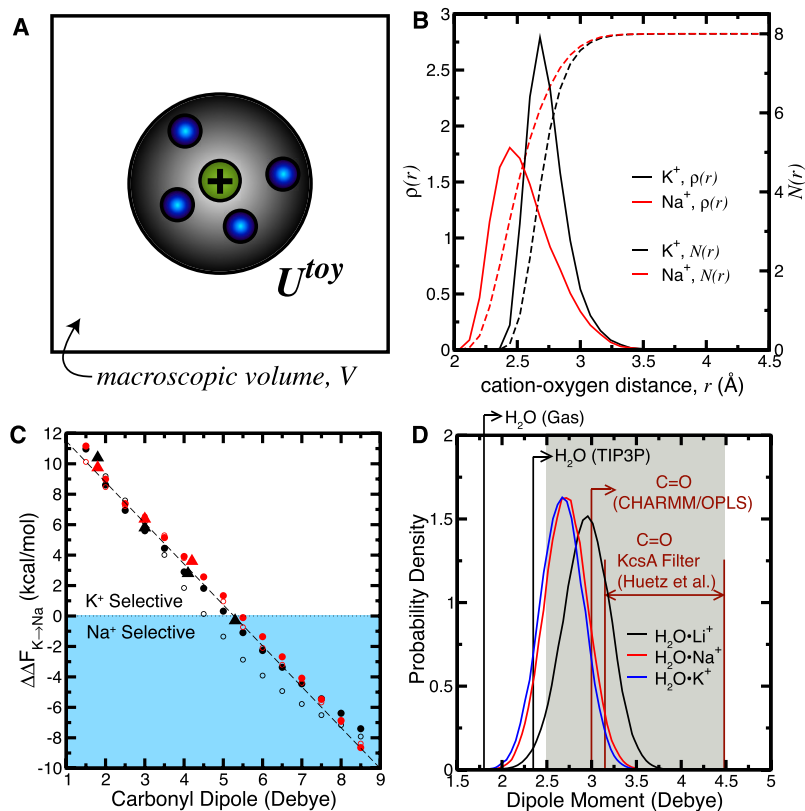 A
+
U^toy
macroscopic volume, V
B
ρ(r)
3
2.5
2
1.5
1
0.5
0
8
6
4
2
0
N(r)
K⁺, ρ(r)
Na⁺, ρ(r)
K⁺, N(r)
Na⁺, N(r)
2 2.5 3 3.5 4 4.5
cation-oxygen distance, r (Å)
C
ΔΔF K→Na (kcal/mol)
12
10
8
6
4
2
0
-2
-4
-6
-8
-10
K⁺ Selective
Na⁺ Selective
1 2 3 4 5 6 7 8 9
Carbonyl Dipole (Debye)
D
H₂O (Gas)
H₂O (TIP3P)
C=O
(CHARMM/OPLS)
C=O
KcsA Filter
(Huetz et al.)
H₂O•Li⁺
H₂O•Na⁺
H₂O•K⁺
Probability Density
2
1.5
1
0.5
0
1.5 2 2.5 3 3.5 4 4.5 5
Dipole Moment (Debye)